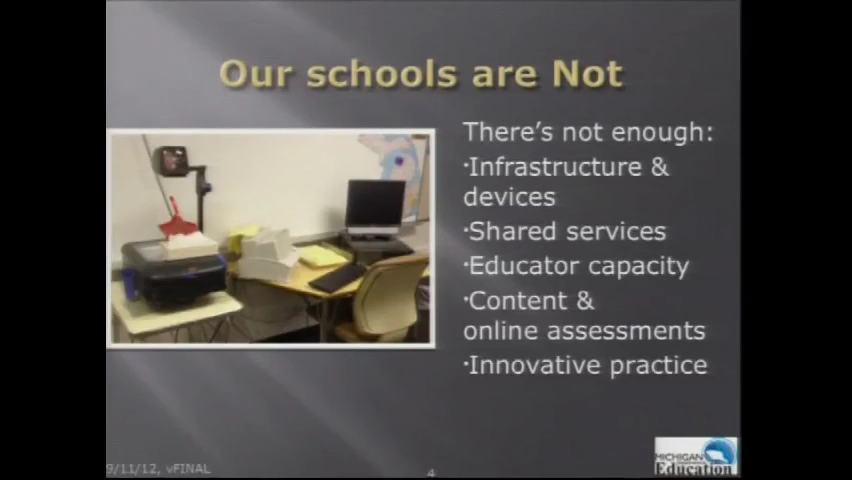 Our schools are Not
There's not enough:
·Infrastructure &
devices
·Shared services
·Educator capacity
·Content &
online assessments
·Innovative practice
9/11/12, vFINAL
4
MICHIGAN
Education